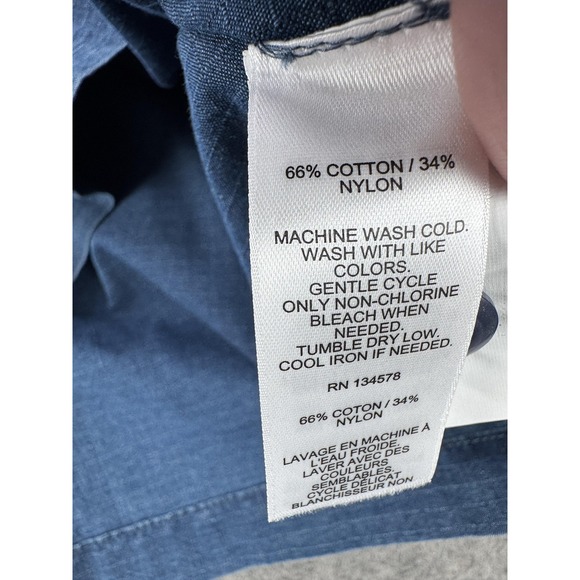 66% COTTON / 34%
NYLON
MACHINE WASH COLD.
WASH WITH LIKE
COLORS.
GENTLE CYCLE
ONLY NON-CHLORINE
BLEACH WHEN
NEEDED.
TUMBLE DRY LOW.
COOL IRON IF NEEDED.
RN 134578
66% COTON / 34%
NYLON
LAVAGE EN MACHINE À
L'EAU FROIDE.
LAVER AVEC DES
COULEURS
SEMBLABLES.
CYCLE DÉLICAT
BLANCHISSEUR NON